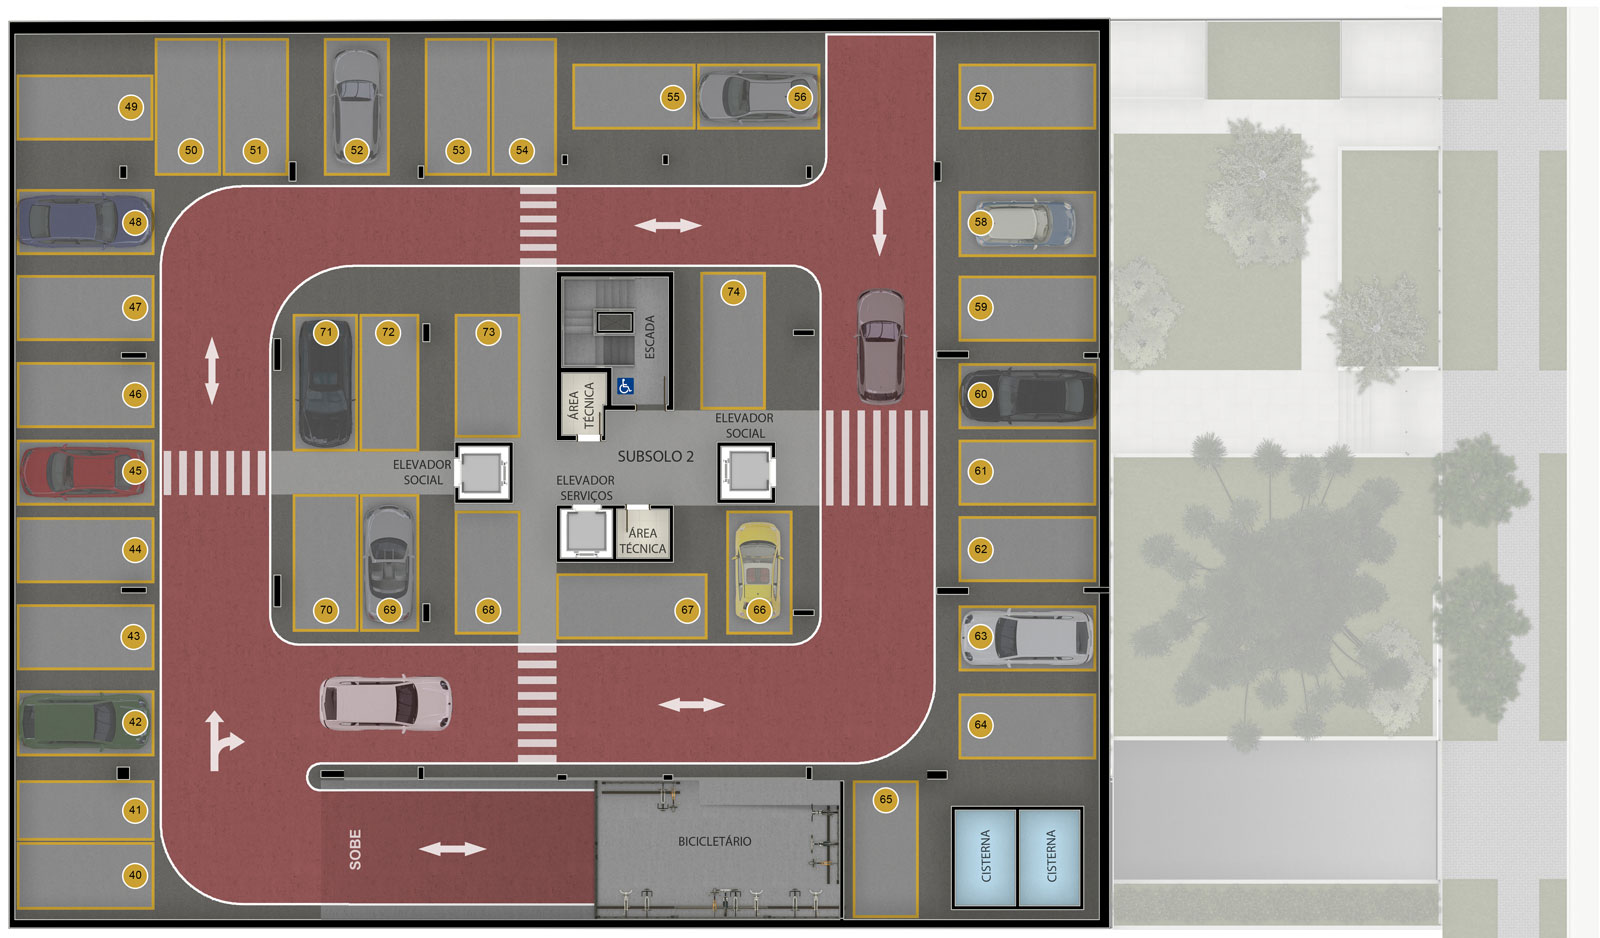 49
50
51
52
53
54
55
56
57
48
58
47
74
59
71
72
73
ESCADA
46
60
ÁREA
TÉCNICA
ELEVADOR
SOCIAL
45
ELEVADOR
SOCIAL
SUBSOLO 2
61
ELEVADOR
SERVIÇOS
44
ÁREA
TÉCNICA
62
43
70
69
68
67
66
63
42
64
41
65
40
SOBE
BICICLETÁRIO
CISTERNA
CISTERNA